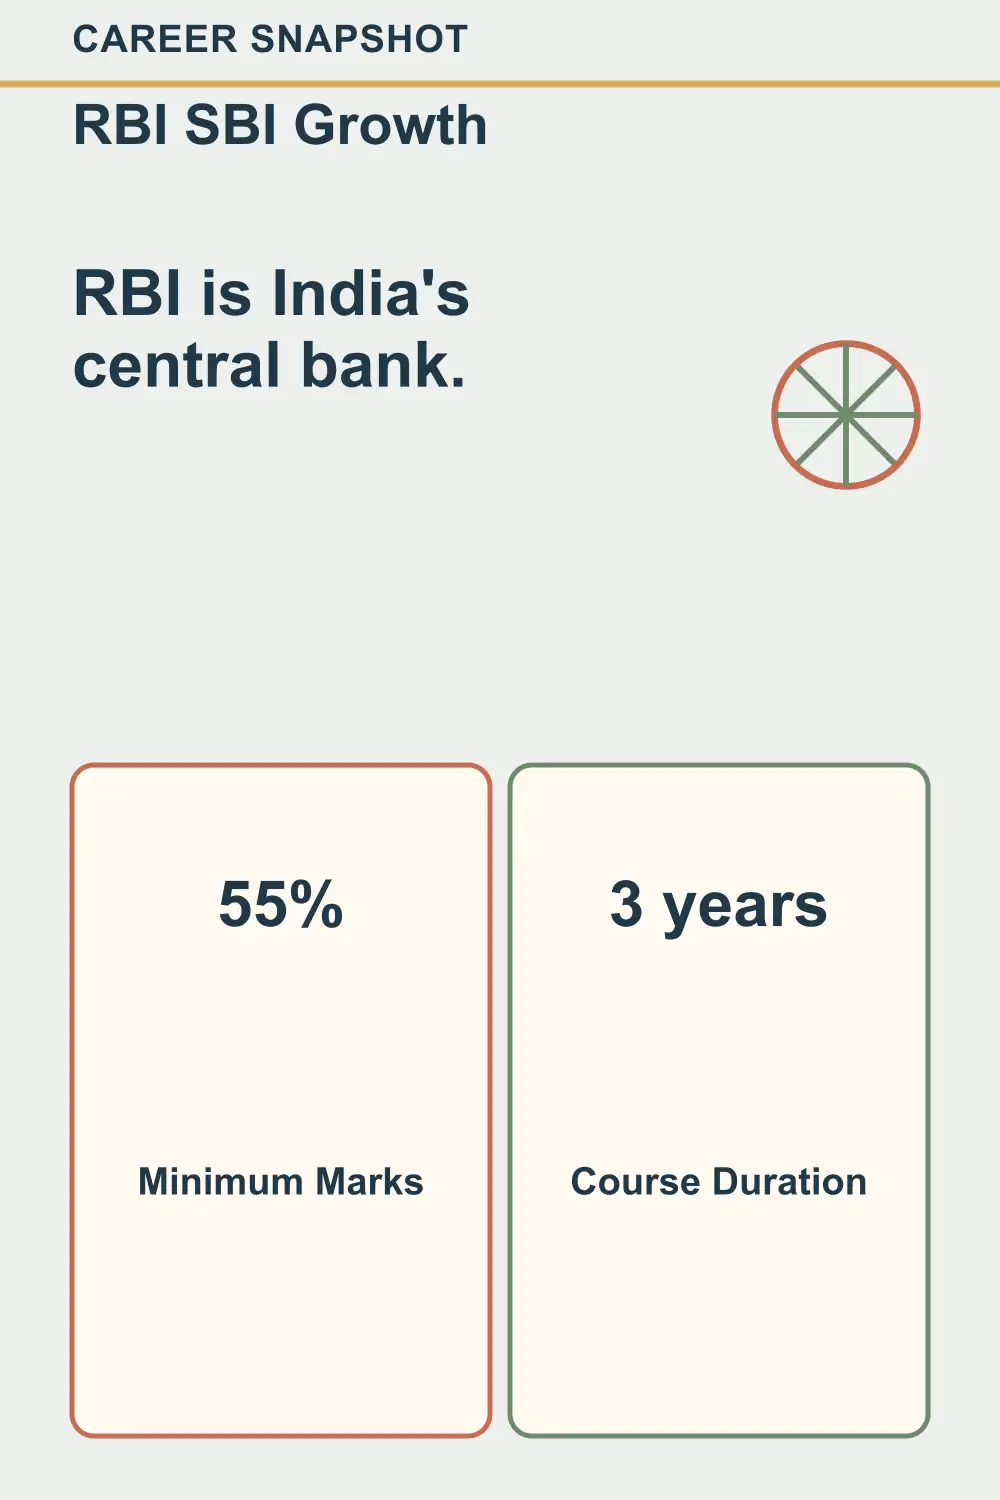 CAREER SNAPSHOT
RBI SBI Growth
RBI is India's
central bank.
55%
Minimum Marks
3 years
Course Duration